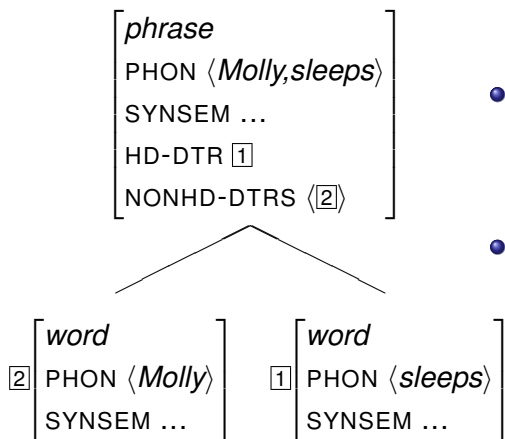 phrase
PHON ⟨Molly,sleeps⟩
SYNSEM ...
HD-DTR 1
NONHD-DTRS ⟨2⟩
word word
2 PHON ⟨Molly⟩ 1 PHON ⟨sleeps⟩
SYNSEM ... SYNSEM ...